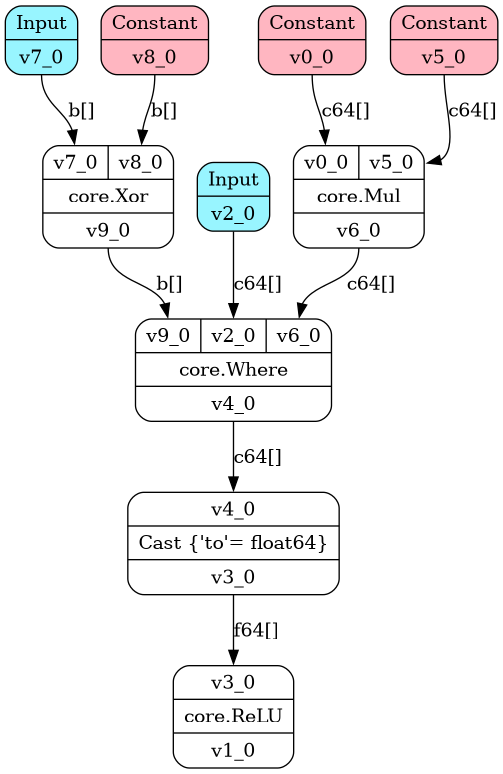 Input
v7_0
Constant
v8_0
Constant
v0_0
Constant
v5_0
b[]
b[]
c64[]
c64[]
v7_0 v8_0
core.Xor
v9_0
Input
v2_0
v0_0 v5_0
core.Mul
v6_0
b[]
c64[]
c64[]
v9_0 v2_0 v6_0
core.Where
v4_0
c64[]
v4_0
Cast {'to'= float64}
v3_0
f64[]
v3_0
core.ReLU
v1_0